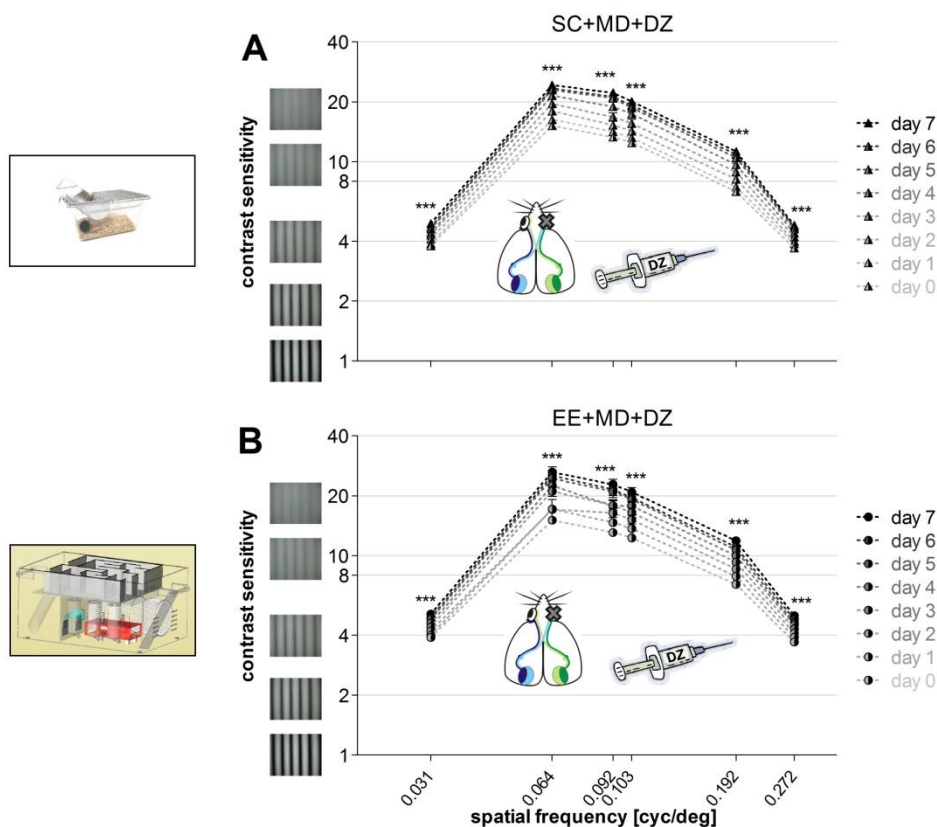 A
SC+MD+DZ
contrast sensitivity
40
20
10
8
4
2
1
***
***
***
***
***
***
DZ
day 7
day 6
day 5
day 4
day 3
day 2
day 1
day 0
B
EE+MD+DZ
contrast sensitivity
40
20
10
8
4
2
1
***
***
***
***
***
***
DZ
day 7
day 6
day 5
day 4
day 3
day 2
day 1
day 0
0.031
0.064
0.092
0.103
0.192
0.272
spatial frequency [cyc/deg]